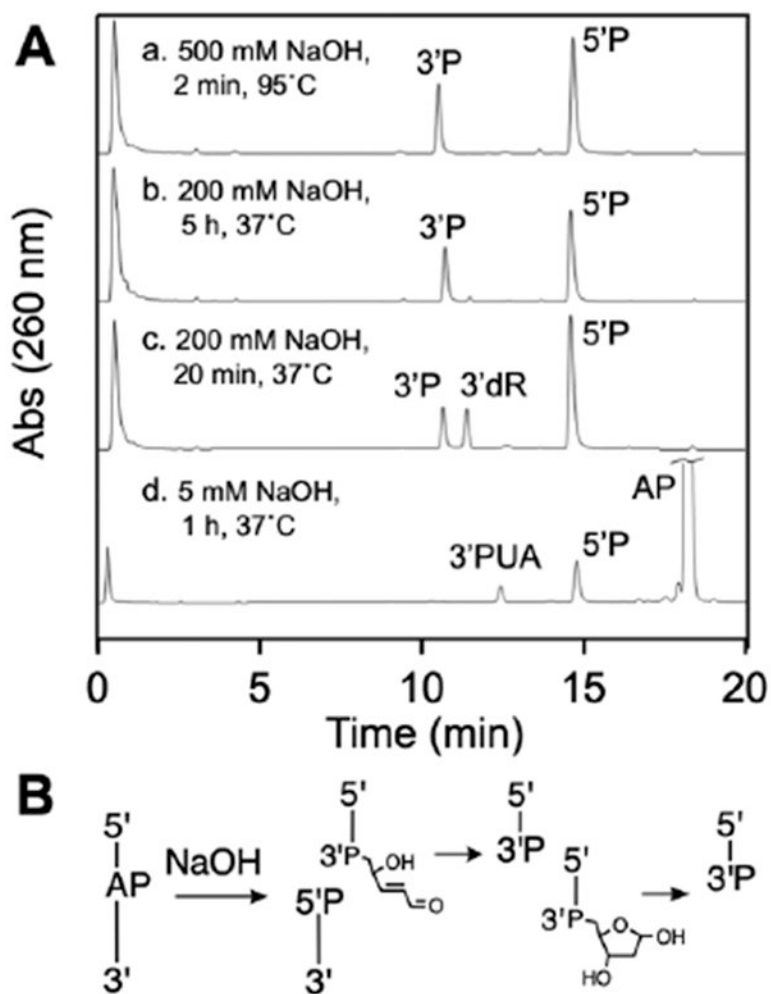 A
a. 500 mM NaOH,
2 min, 95˚C
3'P
5'P
b. 200 mM NaOH,
5 h, 37˚C
3'P
5'P
c. 200 mM NaOH,
20 min, 37˚C
3'P 3'dR
5'P
d. 5 mM NaOH,
1 h, 37˚C
3'PUA
5'P
AP
Abs (260 nm)
0 5 10 15 20
Time (min)
B
5'
AP
3'
NaOH
5'
3'P
OH
O
5'P
3'
5'
3'P
5'
3'P
O
OH
HO
5'
3'P